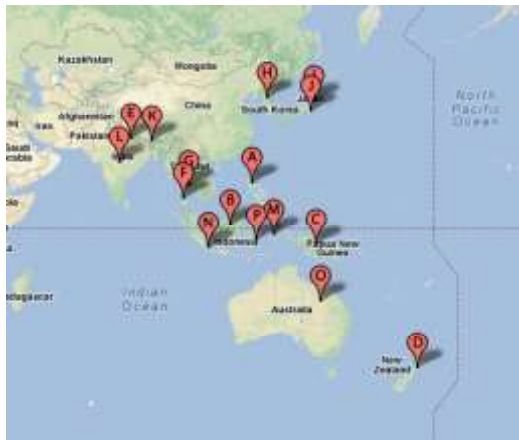 Kazakhstan
Mongolia
H
J
North
Pacific
Ocean
China
South Korea
Afghanistan
E
K
Iran
Pakistan
L
A
G
F
B
M
N
P
C
Indonesia
Papua New
Guinea
O
Indian
Ocean
Australia
D
New
Zealand